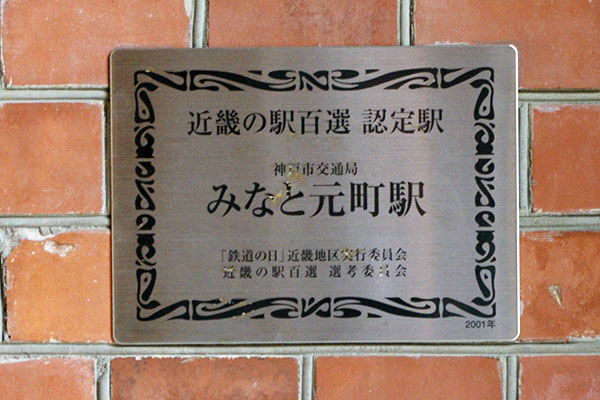 近畿の駅百選 認定駅
神戸市交通局
みなと元町駅
「鉄道の日」近畿地区実行委員会
近畿の駅百選 選考委員会
2001年